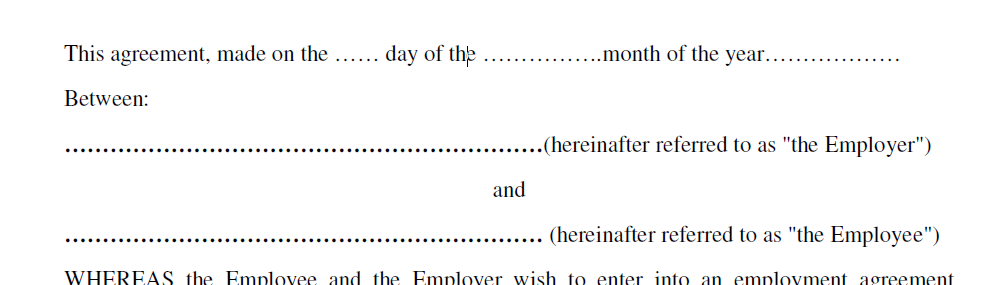 This agreement, made on the …... day of the ……………..month of the year………………
Between:
……………………………………………………….(hereinafter referred to as "the Employer")
and
………………………………………………………. (hereinafter referred to as "the Employee")
WHEREAS the Employee and the Employer wish to enter into an employment agreement